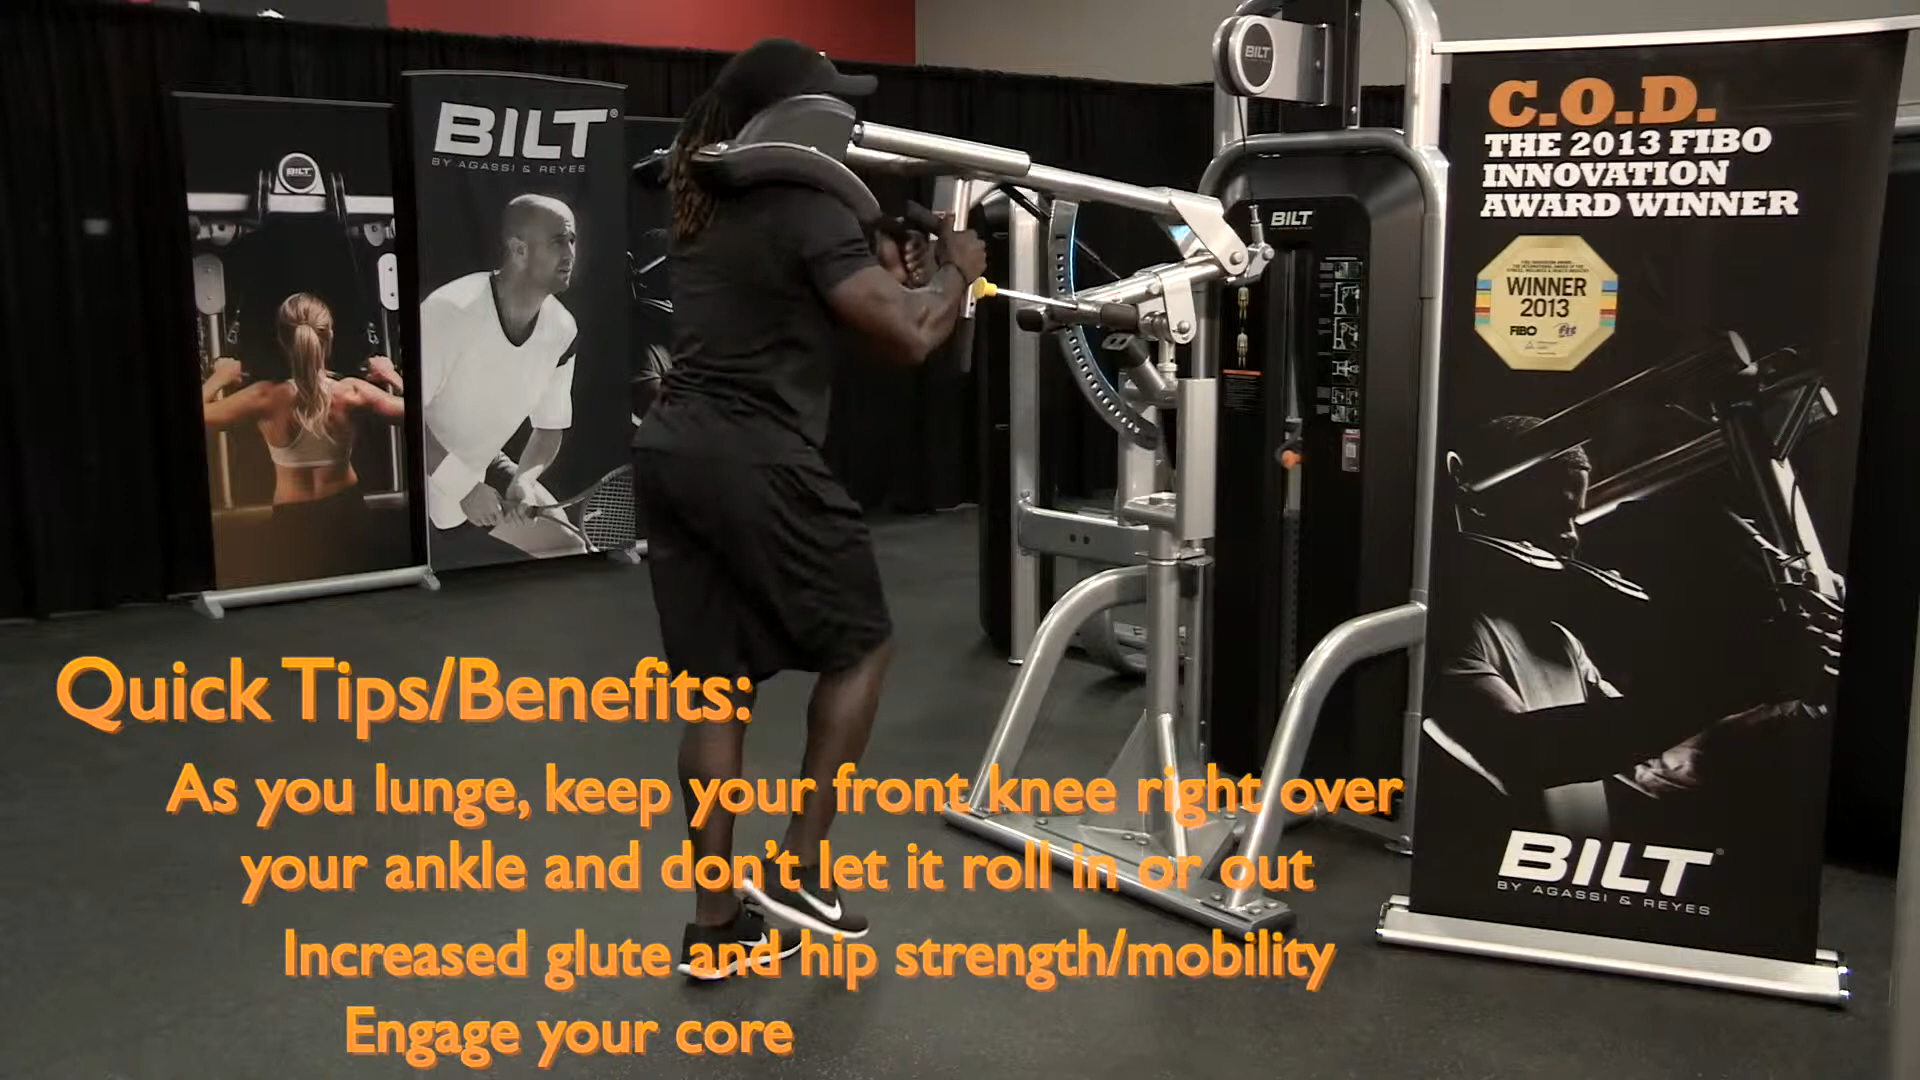 BILT
BILT®
BY AGASSI & REYES
BILT
BILT
C.O.D.
THE 2013 FIBO
INNOVATION
AWARD WINNER
WINNER
2013
FIBO
Quick Tips/Benefits:
As you lunge, keep your front knee right over
your ankle and don't let it roll in or out
Increased glute and hip strength/mobility
Engage your core
BILT®
BY AGASSI & REYES